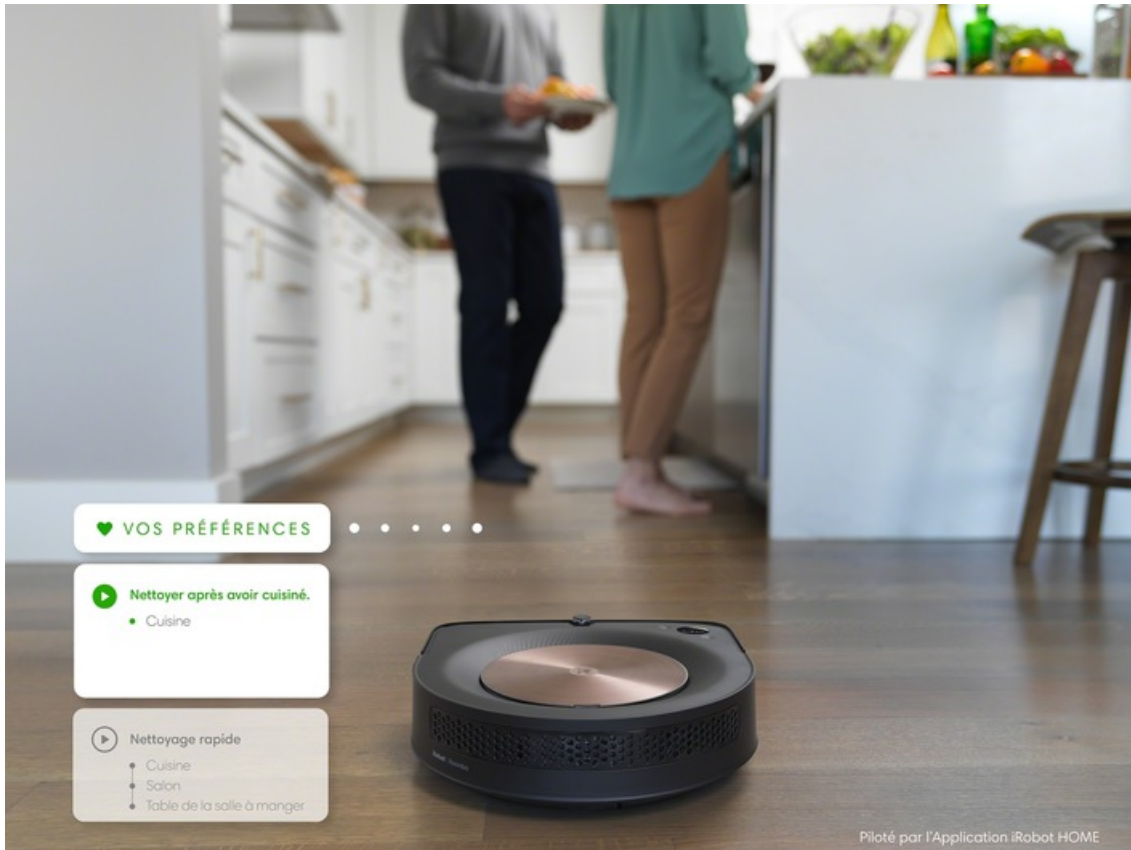 VOS PRÉFÉRENCES
Nettoyer après avoir cuisiné.
Cuisine
Nettoyage rapide
Cuisine
Salon
Table de la salle à manger
Piloté par l'Application iRobot HOME